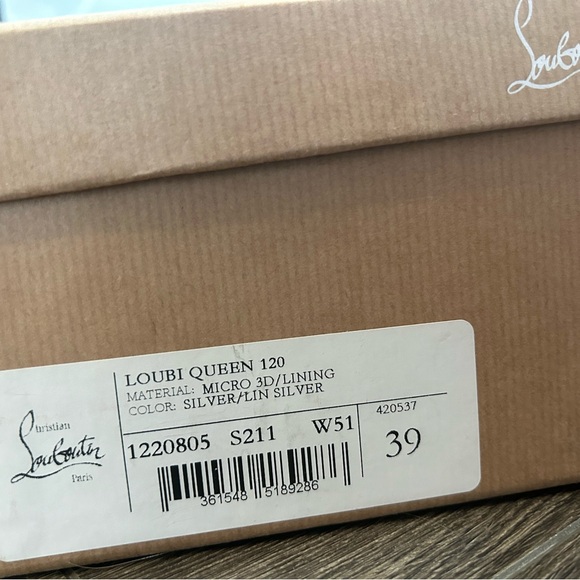 Loubo
LOUBI QUEEN 120
MATERIAL: MICRO 3D/LINING
COLOR: SILVER/LIN SILVER
Christian
Louboutin
Paris
1220805 S211 W51
420537
39
361548 5189286